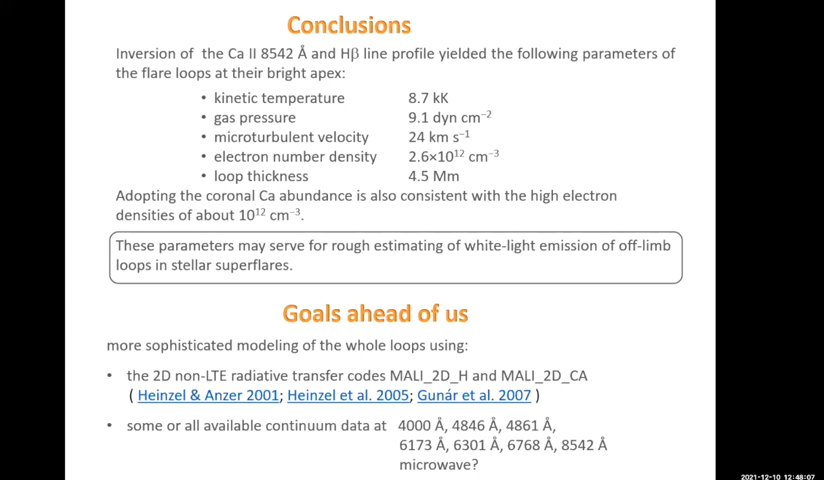 Conclusions
Inversion of the Ca II 8542 Å and Hβ line profile yielded the following parameters of
the flare loops at their bright apex:
• kinetic temperature 8.7 kK
• gas pressure 9.1 dyn cm⁻²
• microturbulent velocity 24 km s⁻¹
• electron number density 2.6×10¹² cm⁻³
• loop thickness 4.5 Mm
Adopting the coronal Ca abundance is also consistent with the high electron
densities of about 10¹² cm⁻³.
These parameters may serve for rough estimating of white-light emission of off-limb
loops in stellar superflares.
Goals ahead of us
more sophisticated modeling of the whole loops using:
• the 2D non-LTE radiative transfer codes MALI_2D_H and MALI_2D_CA
( Heinzel & Anzer 2001; Heinzel et al. 2005; Gunár et al. 2007 )
• some or all available continuum data at 4000 Å, 4846 Å, 4861 Å,
6173 Å, 6301 Å, 6768 Å, 8542 Å
microwave?
2021-12-10 12:48:07